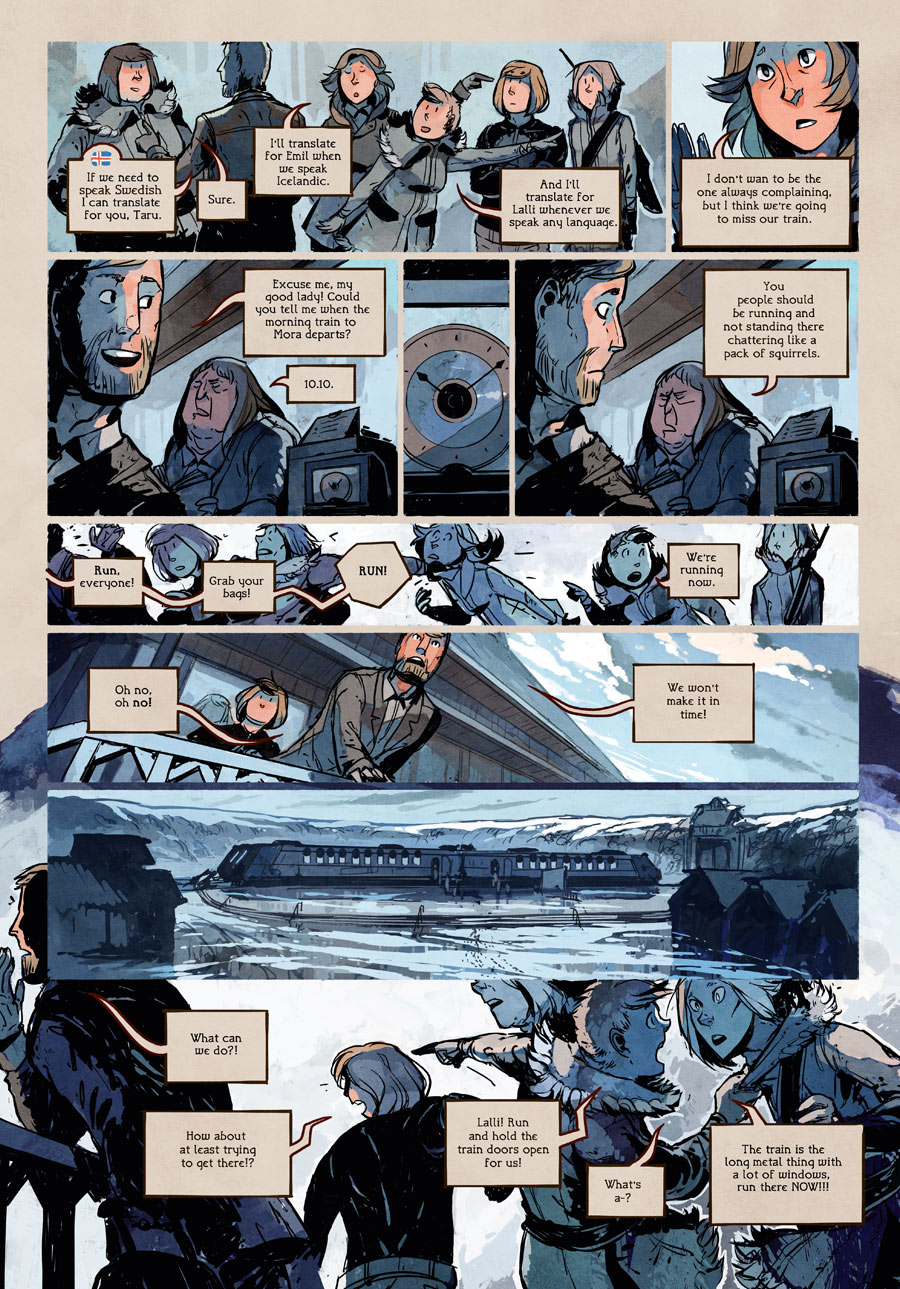 If we need to
speak Swedish
I can translate
for you, Taru.
Sure.
I'll translate
for Emil when
we speak
Icelandic.
And I'll
translate for
Lalli whenever we
speak any language.
I don't wan to be the
one always complaining,
but I think we're going
to miss our train.
Excuse me, my
good lady! Could
you tell me when the
morning train to
Mora departs?
10.10.
You
people should
be running and
not standing there
chattering like a
pack of squirrels.
Run,
everyone!
Grab your
bags!
RUN!
We're
running
now.
Oh no,
oh no!
We won't
make it in
time!
What can
we do?!
How about
at least trying
to get there!?
Lalli! Run
and hold the
train doors open
for us!
What's
a-?
The train is the
long metal thing with
a lot of windows,
run there NOW!!!